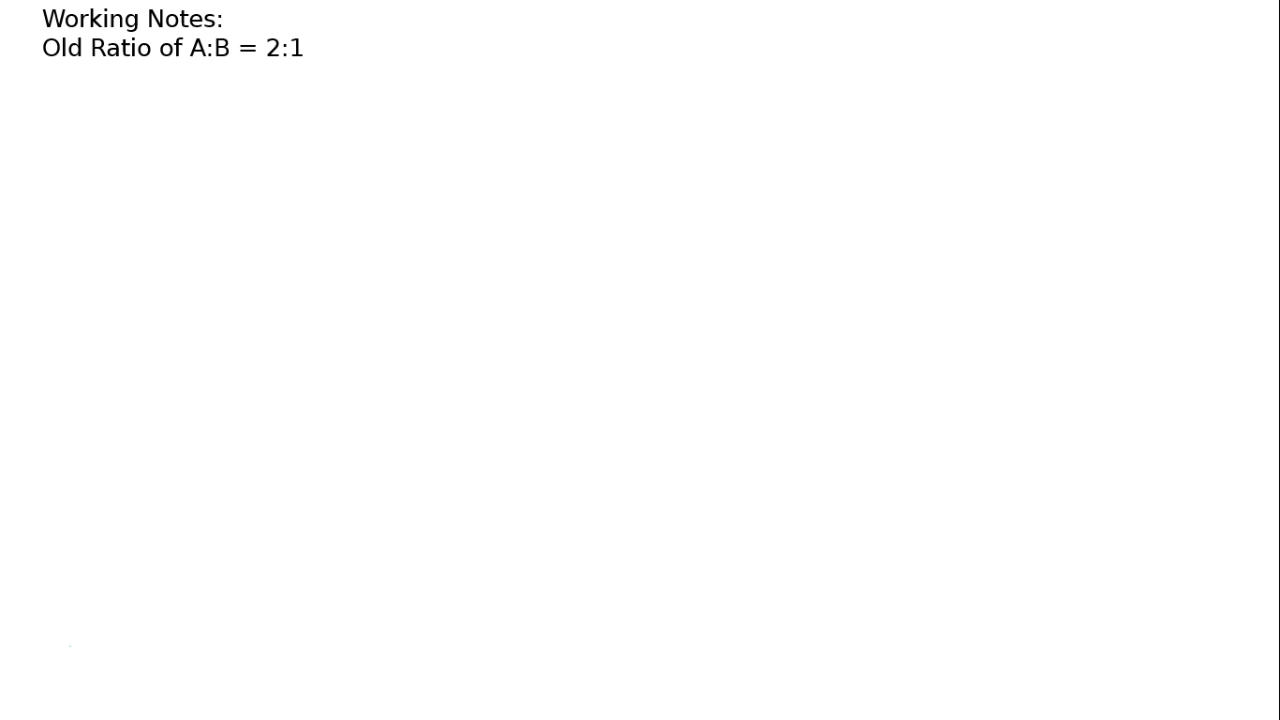 Working Notes:
Old Ratio of A:B = 2:1